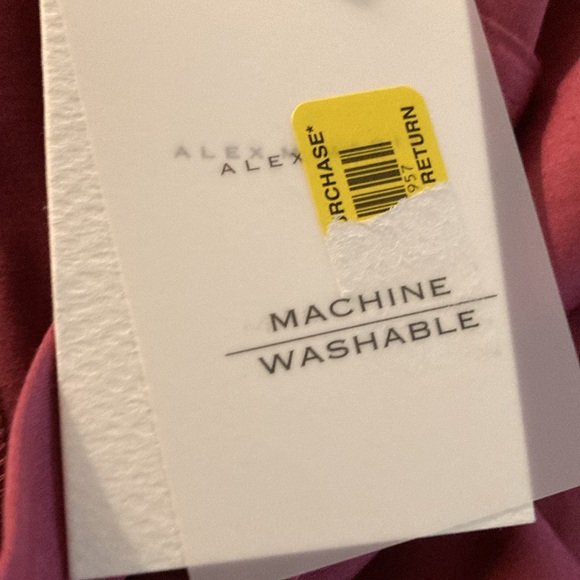 ALEX
ALEX
RCHASE*
957
RETURN
MACHINE
WASHABLE